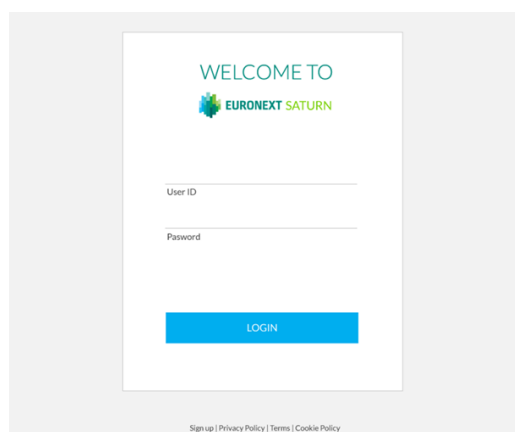 WELCOME TO
EURONEXT SATURN
User ID
Pasword
LOGIN
Sign up | Privacy Policy | Terms | Cookie Policy